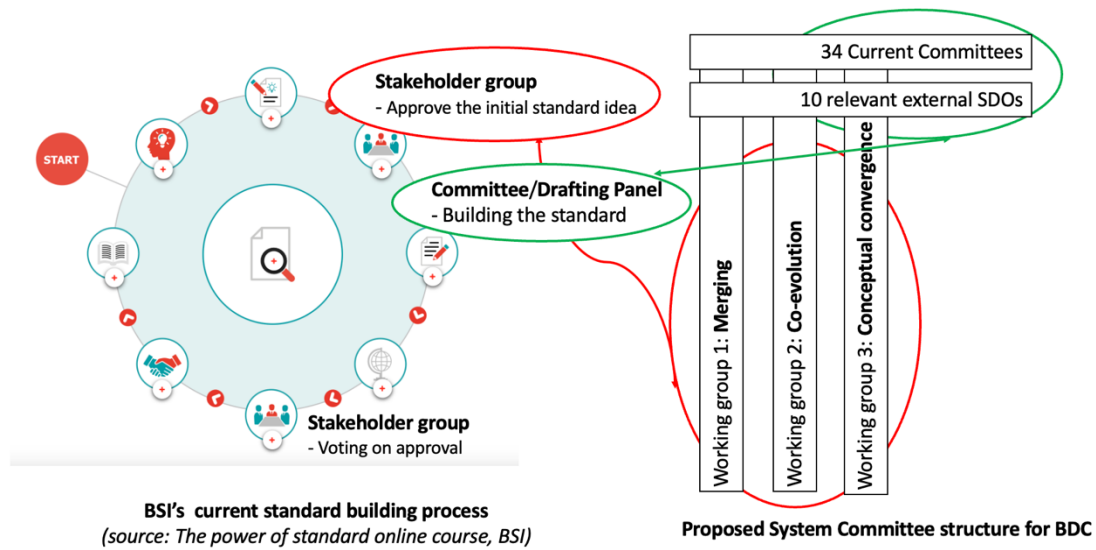 START
Stakeholder group
- Approve the initial standard idea
Committee/Drafting Panel
- Building the standard
Stakeholder group
- Voting on approval
BSI's current standard building process
(source: The power of standard online course, BSI)
34 Current Committees
10 relevant external SDOs
Working group 1: Merging
Working group 2: Co-evolution
Working group 3: Conceptual convergence
Proposed System Committee structure for BDC